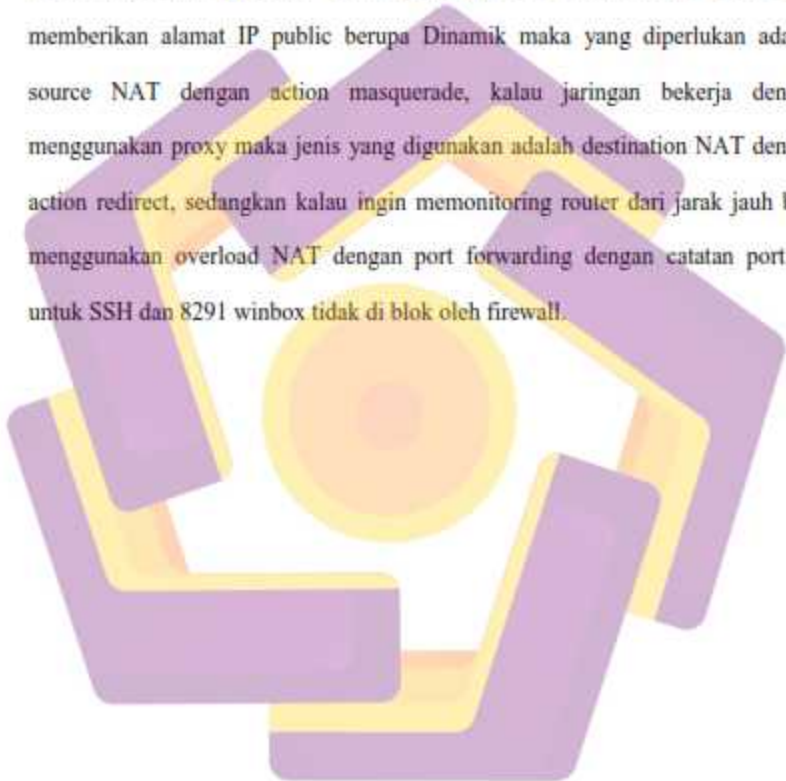 memberikan alamat IP public berupa Dinamik maka yang diperlukan ada
source NAT dengan action masquerade, kalau jaringan bekerja den
menggunakan proxy maka jenis yang digunakan adalah destination NAT den
action redirect, sedangkan kalau ingin memonitoring router dari jarak jauh b
menggunakan overload NAT dengan port forwarding dengan catatan port
untuk SSH dan 8291 winbox tidak di blok oleh firewall.